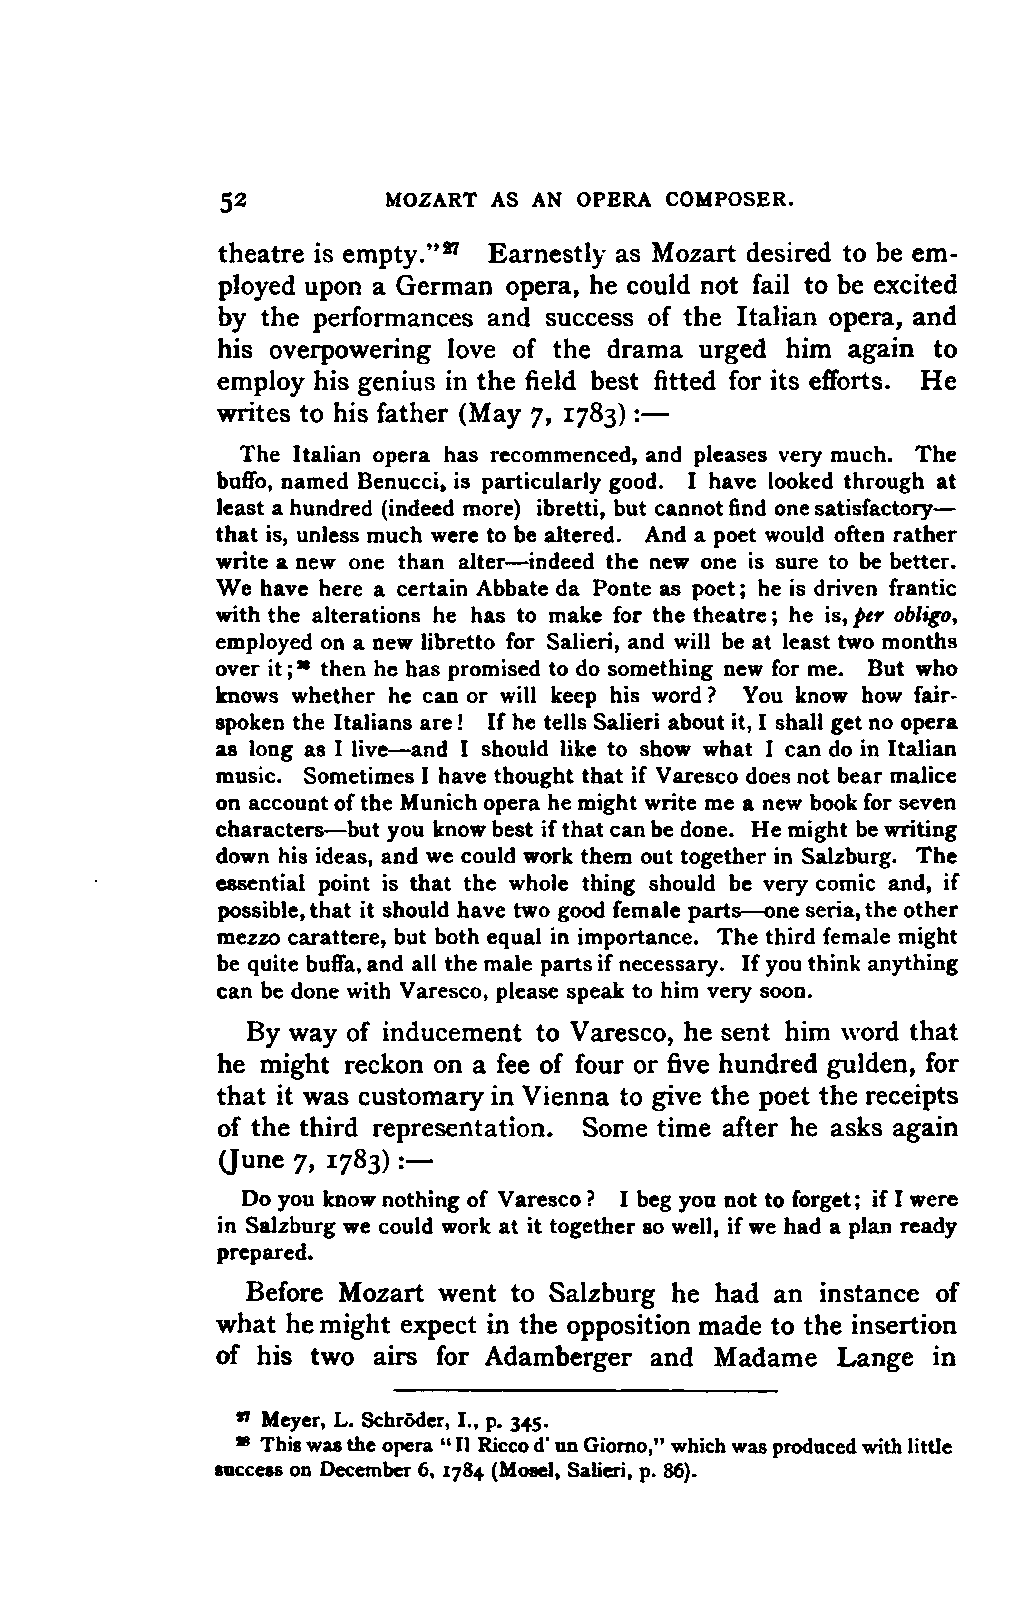 52 MOZART AS AN OPERA COMPOSER.
theatre is empty."27 Earnestly as Mozart desired to be em-
ployed upon a German opera, he could not fail to be excited
by the performances and success of the Italian opera, and
his overpowering love of the drama urged him again to
employ his genius in the field best fitted for its efforts. He
writes to his father (May 7, 1783) :—
The Italian opera has recommenced, and pleases very much. The
buffo, named Benucci, is particularly good. I have looked through at
least a hundred (indeed more) ibretti, but cannot find one satisfactory—
that is, unless much were to be altered. And a poet would often rather
write a new one than alter—indeed the new one is sure to be better.
We have here a certain Abbate da Ponte as poet; he is driven frantic
with the alterations he has to make for the theatre; he is, per obligo,
employed on a new libretto for Salieri, and will be at least two months
over it;28 then he has promised to do something new for me. But who
knows whether he can or will keep his word? You know how fair-
spoken the Italians are! If he tells Salieri about it, I shall get no opera
as long as I live—and I should like to show what I can do in Italian
music. Sometimes I have thought that if Varesco does not bear malice
on account of the Munich opera he might write me a new book for seven
characters—but you know best if that can be done. He might be writing
down his ideas, and we could work them out together in Salzburg. The
essential point is that the whole thing should be very comic and, if
possible, that it should have two good female parts—one seria, the other
mezzo carattere, but both equal in importance. The third female might
be quite buffa, and all the male parts if necessary. If you think anything
can be done with Varesco, please speak to him very soon.
By way of inducement to Varesco, he sent him word that
he might reckon on a fee of four or five hundred gulden, for
that it was customary in Vienna to give the poet the receipts
of the third representation. Some time after he asks again
(June 7, 1783) :—
Do you know nothing of Varesco? I beg you not to forget; if I were
in Salzburg we could work at it together so well, if we had a plan ready
prepared.
Before Mozart went to Salzburg he had an instance of
what he might expect in the opposition made to the insertion
of his two airs for Adamberger and Madame Lange in
27 Meyer, L. Schröder, I., p. 345.
28 This was the opera "Il Ricco d' un Giorno," which was produced with little
success on December 6, 1784 (Mosel, Salieri, p. 86).